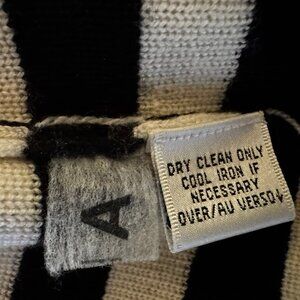 A
DRY CLEAN ONLY
COOL IRON IF
NECESSARY
OVER/AU VERSO↓